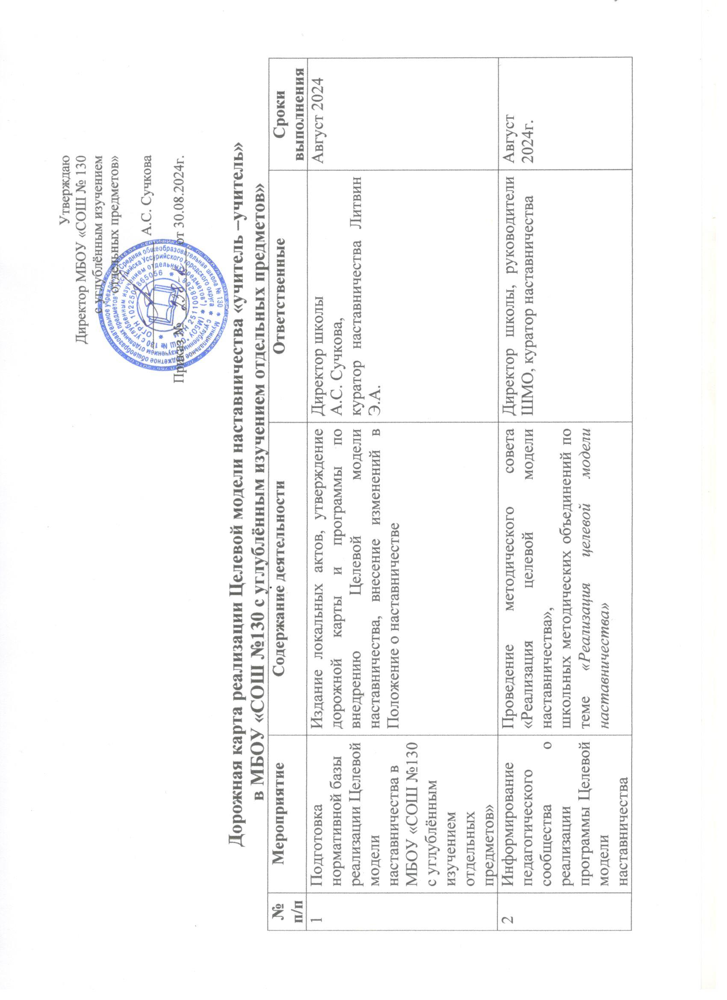 Утверждаю
Директор МБОУ «СОШ № 130
с углублённым изучением
отдельных предметов»
А.С. Сучкова
Приказ № от 30.08.2024г.
Дорожная карта реализации Целевой модели наставничества «учитель –учитель»
в МБОУ «СОШ №130 с углублённым изучением отдельных предметов»
№
п/п
Мероприятие
Содержание деятельности
Ответственные
Сроки
выполнения
1
Подготовка
нормативной базы
реализации Целевой
модели
наставничества в
МБОУ «СОШ №130
с углублённым
изучением
отдельных
предметов»
Издание локальных актов, утверждение
дорожной карты и программы по
внедрению Целевой модели
наставничества, внесение изменений в
Положение о наставничестве
Директор школы
А.С. Сучкова,
куратор наставничества Литвин
Э.А.
Август 2024
2
Информирование
педагогического
сообщества о
реализации
программы Целевой
модели
наставничества
Проведение методического совета
«Реализация целевой модели
наставничества»,
школьных методических объединений по
теме «Реализация целевой модели
наставничества»
Директор школы, руководители
ШМО, куратор наставничества
Август
2024г.